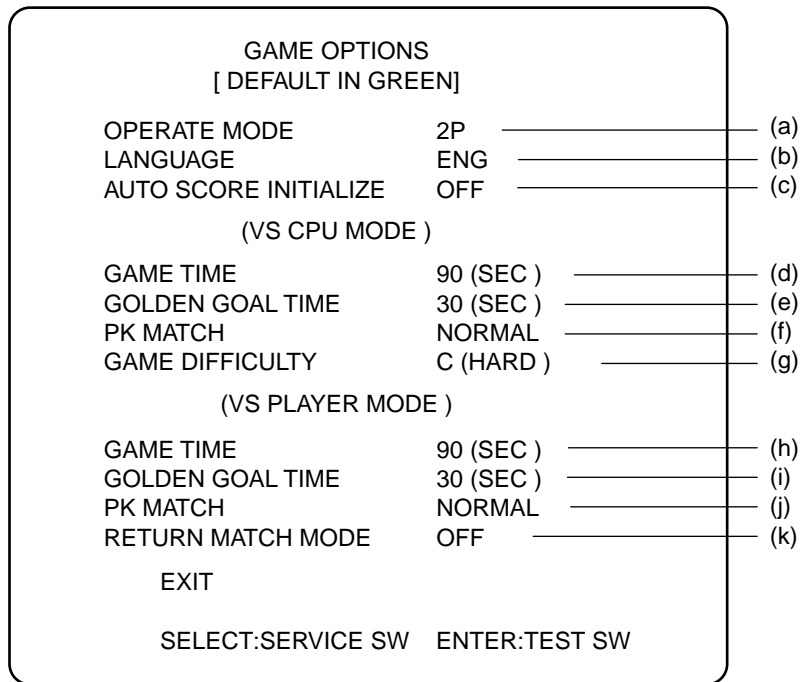 GAME OPTIONS
[ DEFAULT IN GREEN]
OPERATE MODE 2P (a)
LANGUAGE ENG (b)
AUTO SCORE INITIALIZE OFF (c)
(VS CPU MODE )
GAME TIME 90 (SEC ) (d)
GOLDEN GOAL TIME 30 (SEC ) (e)
PK MATCH NORMAL (f)
GAME DIFFICULTY C (HARD ) (g)
(VS PLAYER MODE )
GAME TIME 90 (SEC ) (h)
GOLDEN GOAL TIME 30 (SEC ) (i)
PK MATCH NORMAL (j)
RETURN MATCH MODE OFF (k)
EXIT
SELECT:SERVICE SW ENTER:TEST SW